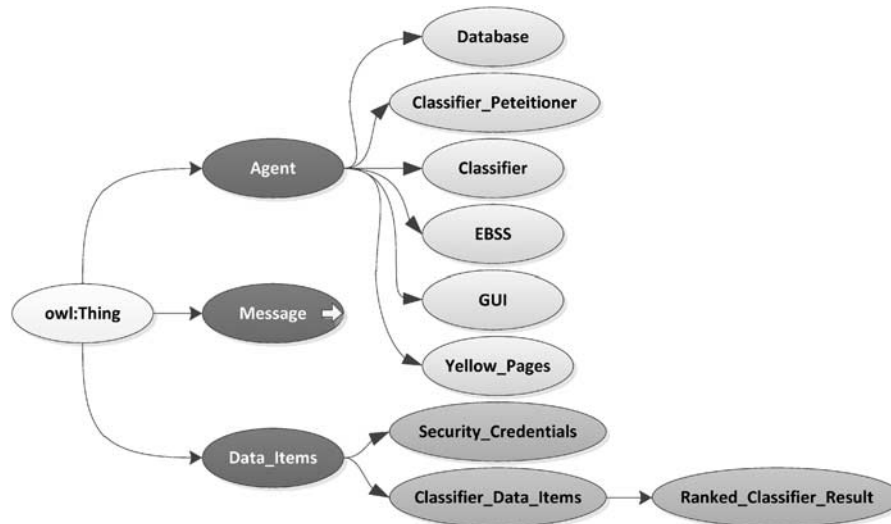 Database
Classifier_Peteitioner
Agent
Classifier
EBSS
owl:Thing
Message
GUI
Yellow_Pages
Data_Items
Security_Credentials
Classifier_Data_Items
Ranked_Classifier_Result